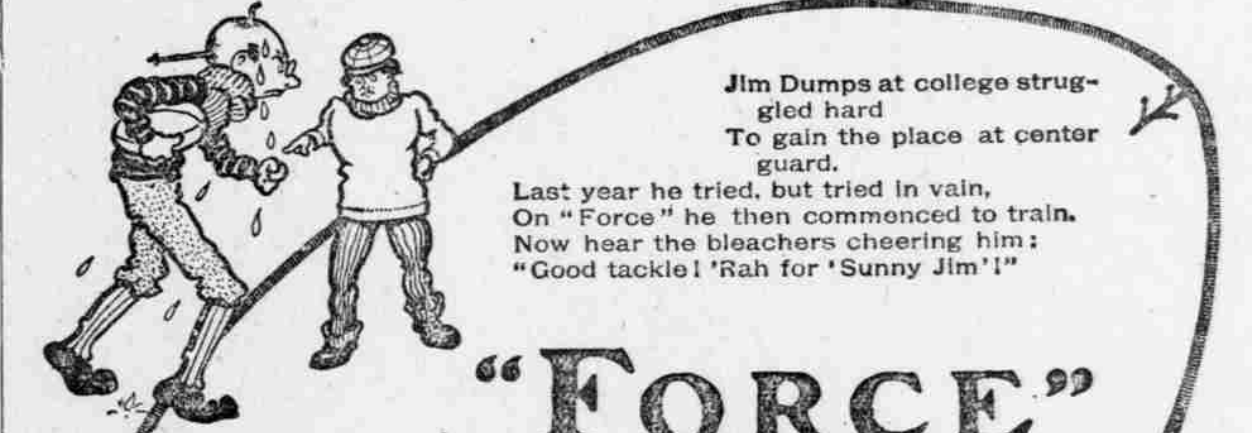 Jim Dumps at college strug-
gled hard
To gain the place at center
guard.
Last year he tried, but tried in vain,
On "Force" he then commenced to train.
Now hear the bleachers cheering him:
"Good tackle! 'Rah for 'Sunny Jim'!"
"FORCE"